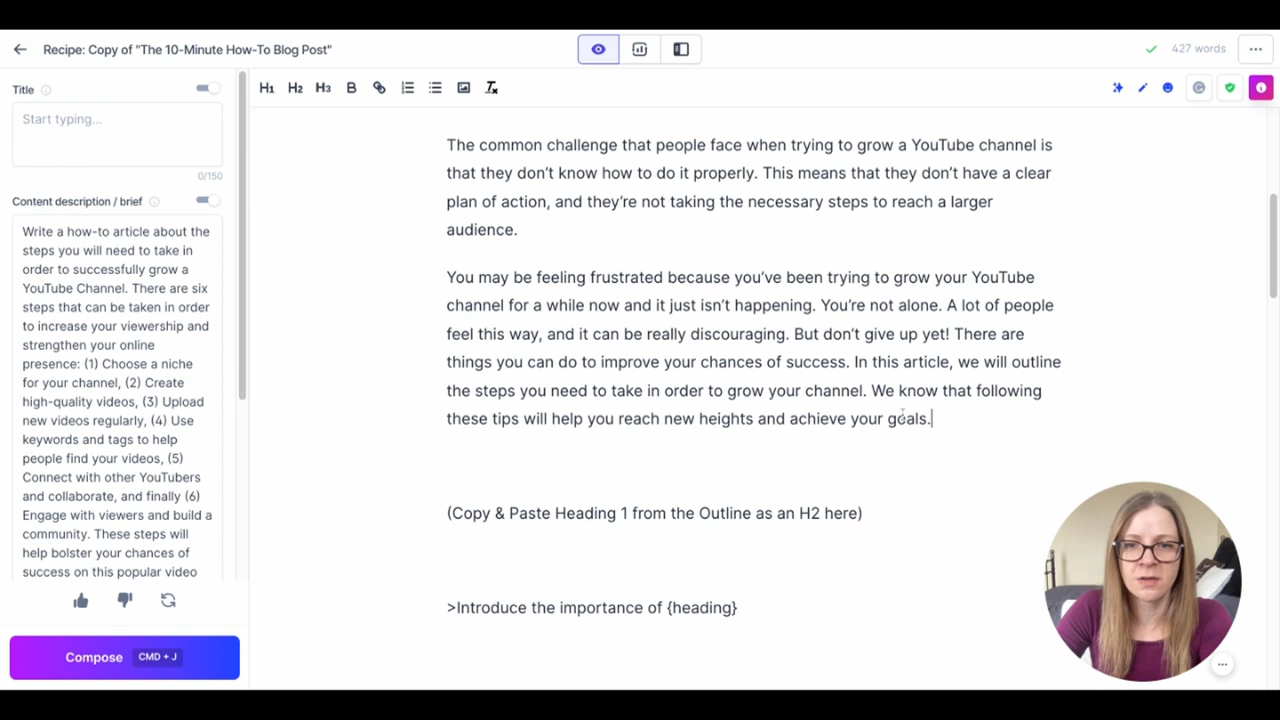 Recipe: Copy of "The 10-Minute How-To Blog Post"
427 words
Title
Start typing...
0/150
Content description / brief
Write a how-to article about the
steps you will need to take in
order to successfully grow a
YouTube Channel. There are six
steps that can be taken in order
to increase your viewership and
strengthen your online
presence: (1) Choose a niche
for your channel, (2) Create
high-quality videos, (3) Upload
new videos regularly, (4) Use
keywords and tags to help
people find your videos, (5)
Connect with other YouTubers
and collaborate, and finally (6)
Engage with viewers and build a
community. These steps will
help bolster your chances of
success on this popular video
Compose CMD + J
H1 H2 H3 B
The common challenge that people face when trying to grow a YouTube channel is
that they don't know how to do it properly. This means that they don't have a clear
plan of action, and they're not taking the necessary steps to reach a larger
audience.
You may be feeling frustrated because you've been trying to grow your YouTube
channel for a while now and it just isn't happening. You're not alone. A lot of people
feel this way, and it can be really discouraging. But don't give up yet! There are
things you can do to improve your chances of success. In this article, we will outline
the steps you need to take in order to grow your channel. We know that following
these tips will help you reach new heights and achieve your goals.
(Copy & Paste Heading 1 from the Outline as an H2 here)
>Introduce the importance of {heading}